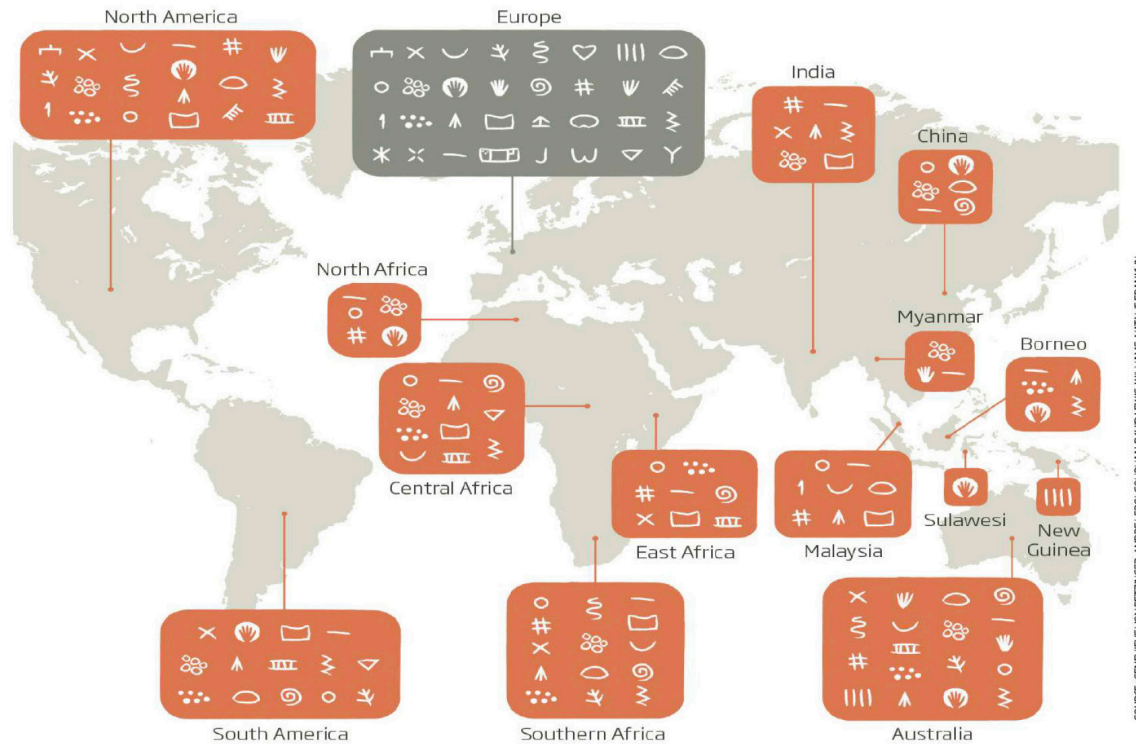 North America
Europe
India
China
North Africa
Myanmar
Borneo
Central Africa
East Africa
Malaysia
Sulawesi
New
Guinea
South America
Southern Africa
Australia